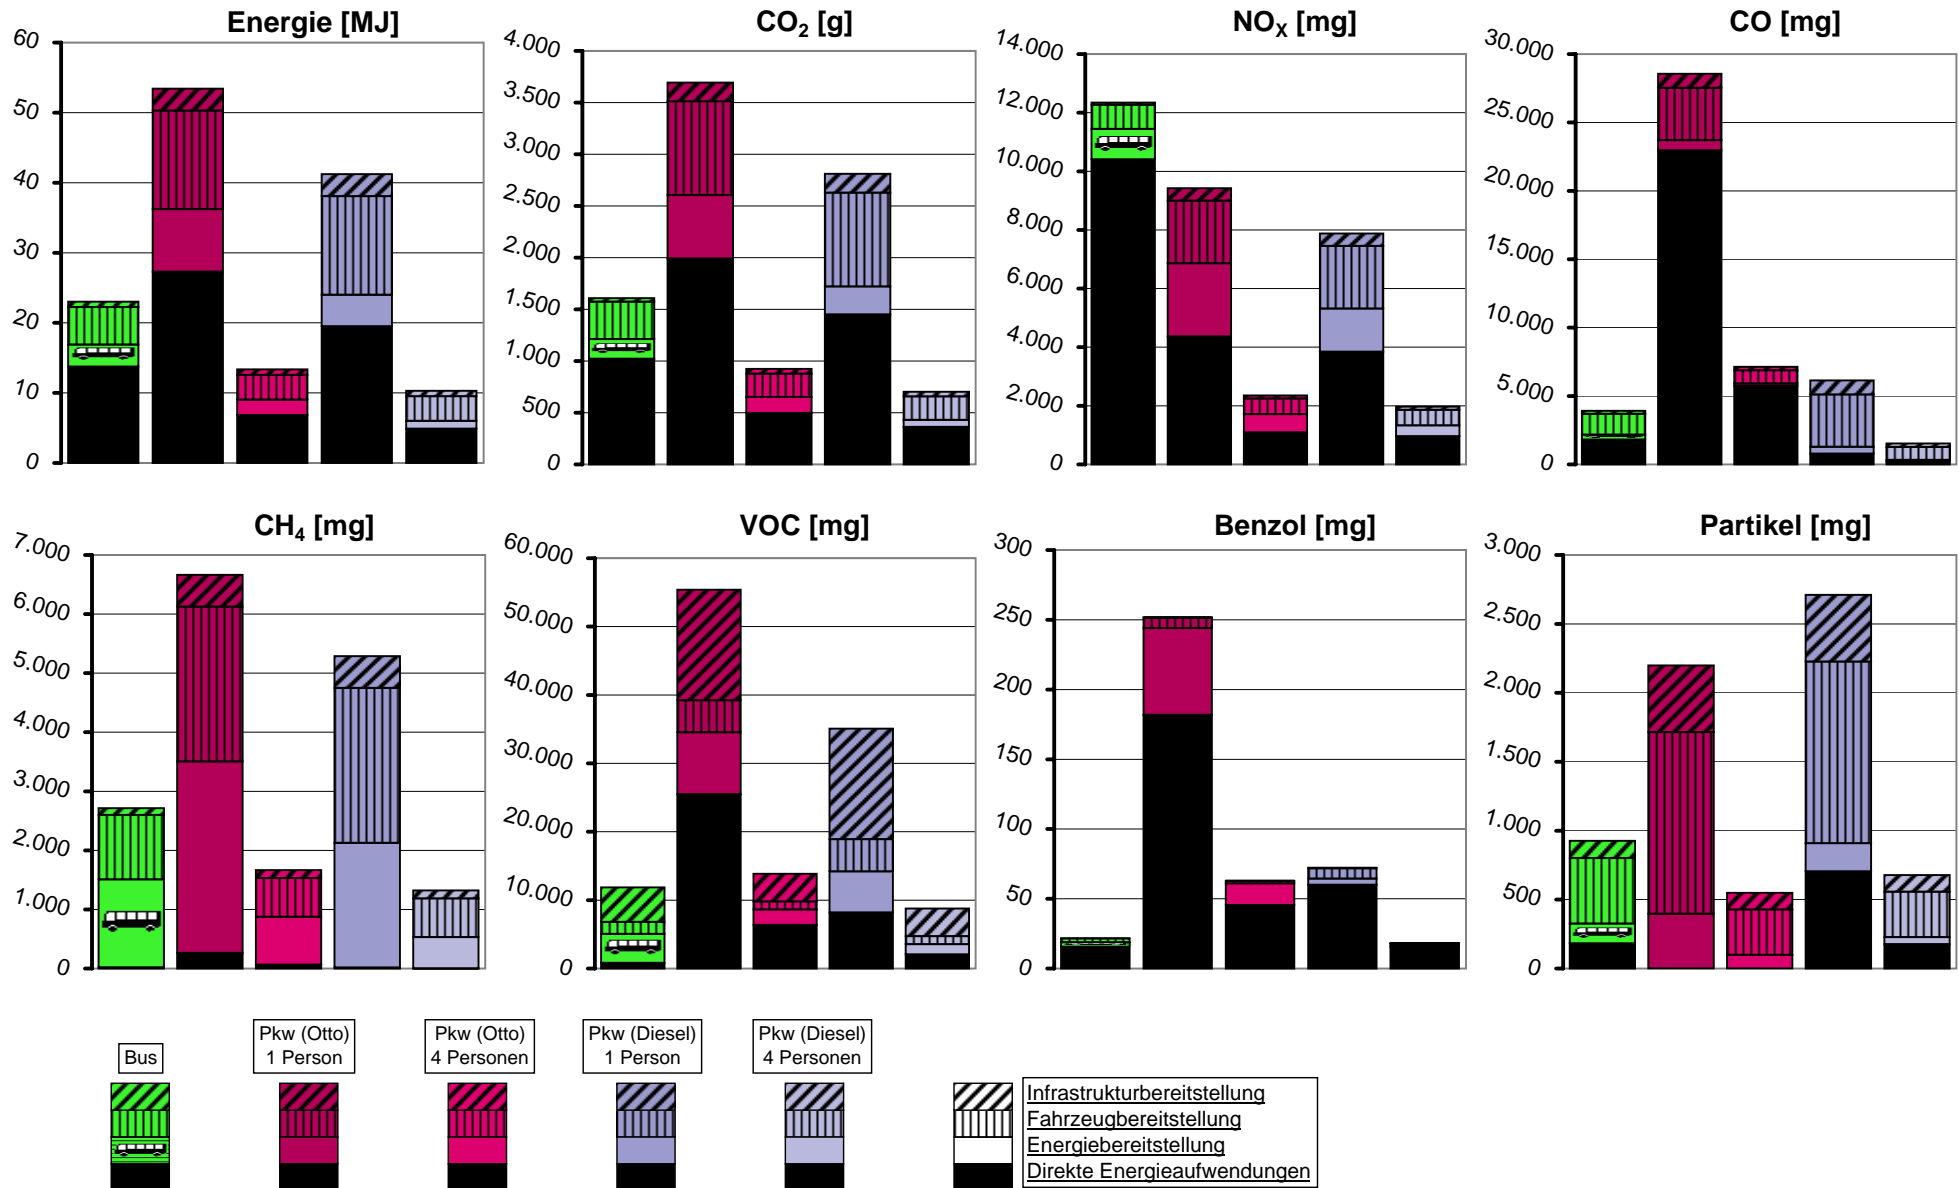 Energie [MJ]
60
50
40
30
20
10
0
CO₂ [g]
4.000
3.500
3.000
2.500
2.000
1.500
1.000
500
0
NOₓ [mg]
14.000
12.000
10.000
8.000
6.000
4.000
2.000
0
CO [mg]
30.000
25.000
20.000
15.000
10.000
5.000
0
CH₄ [mg]
7.000
6.000
5.000
4.000
3.000
2.000
1.000
0
VOC [mg]
60.000
50.000
40.000
30.000
20.000
10.000
0
Benzol [mg]
300
250
200
150
100
50
0
Partikel [mg]
3.000
2.500
2.000
1.500
1.000
500
0
Bus
Pkw (Otto)
1 Person
Pkw (Otto)
4 Personen
Pkw (Diesel)
1 Person
Pkw (Diesel)
4 Personen
Infrastrukturbereitstellung
Fahrzeugbereitstellung
Energiebereitstellung
Direkte Energieaufwendungen